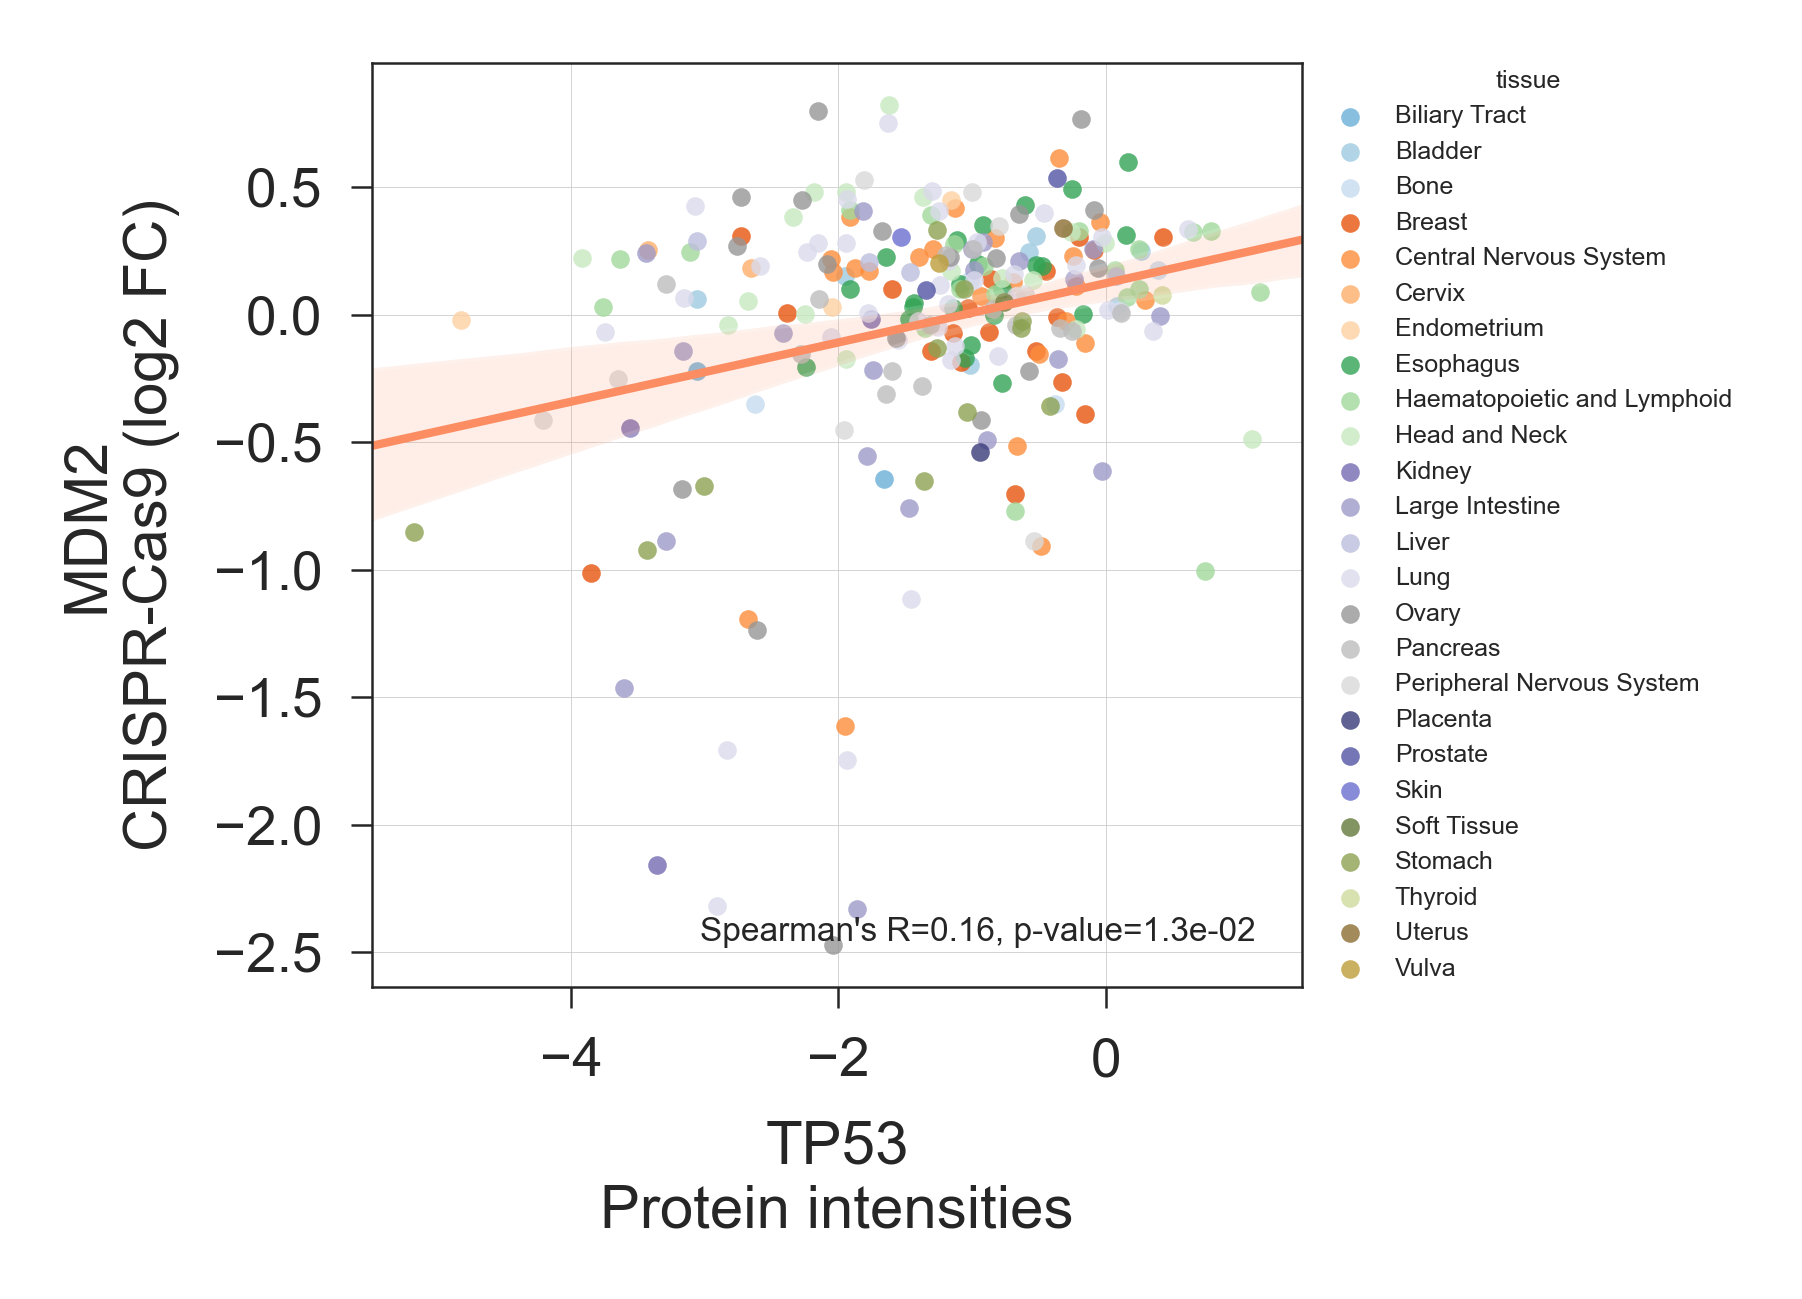 MDM2
CRISPR-Cas9 (log2 FC)
0.5
0.0
−0.5
−1.0
−1.5
−2.0
−2.5
Spearman's R=0.16, p-value=1.3e-02
−4
−2
0
TP53
Protein intensities
tissue
Biliary Tract
Bladder
Bone
Breast
Central Nervous System
Cervix
Endometrium
Esophagus
Haematopoietic and Lymphoid
Head and Neck
Kidney
Large Intestine
Liver
Lung
Ovary
Pancreas
Peripheral Nervous System
Placenta
Prostate
Skin
Soft Tissue
Stomach
Thyroid
Uterus
Vulva